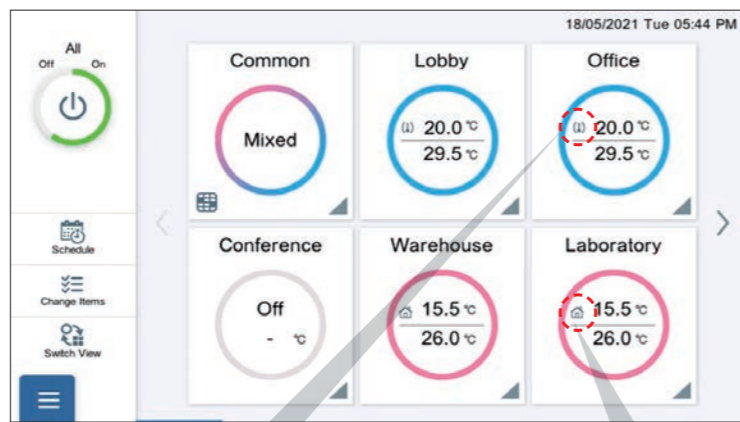 18/05/2021 Tue 05:44 PM
All
Off On
Common
Mixed
Lobby
20.0 ℃
29.5 ℃
Office
20.0 ℃
29.5 ℃
Schedule
Change Items
Switch View
Conference
Off
- ℃
Warehouse
15.5 ℃
26.0 ℃
Laboratory
15.5 ℃
26.0 ℃